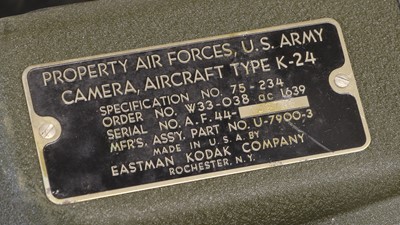 PROPERTY AIR FORCES, U.S. ARMY
CAMERA, AIRCRAFT TYPE K-24
SPECIFICATION NO. 75-234
ORDER NO. W33-038 ac 1639
SERIAL NO. A.F. 44-
MFR'S. ASS'Y. PART NO. U-7900-3
MADE IN U.S.A. BY
EASTMAN KODAK COMPANY
ROCHESTER, N.Y.